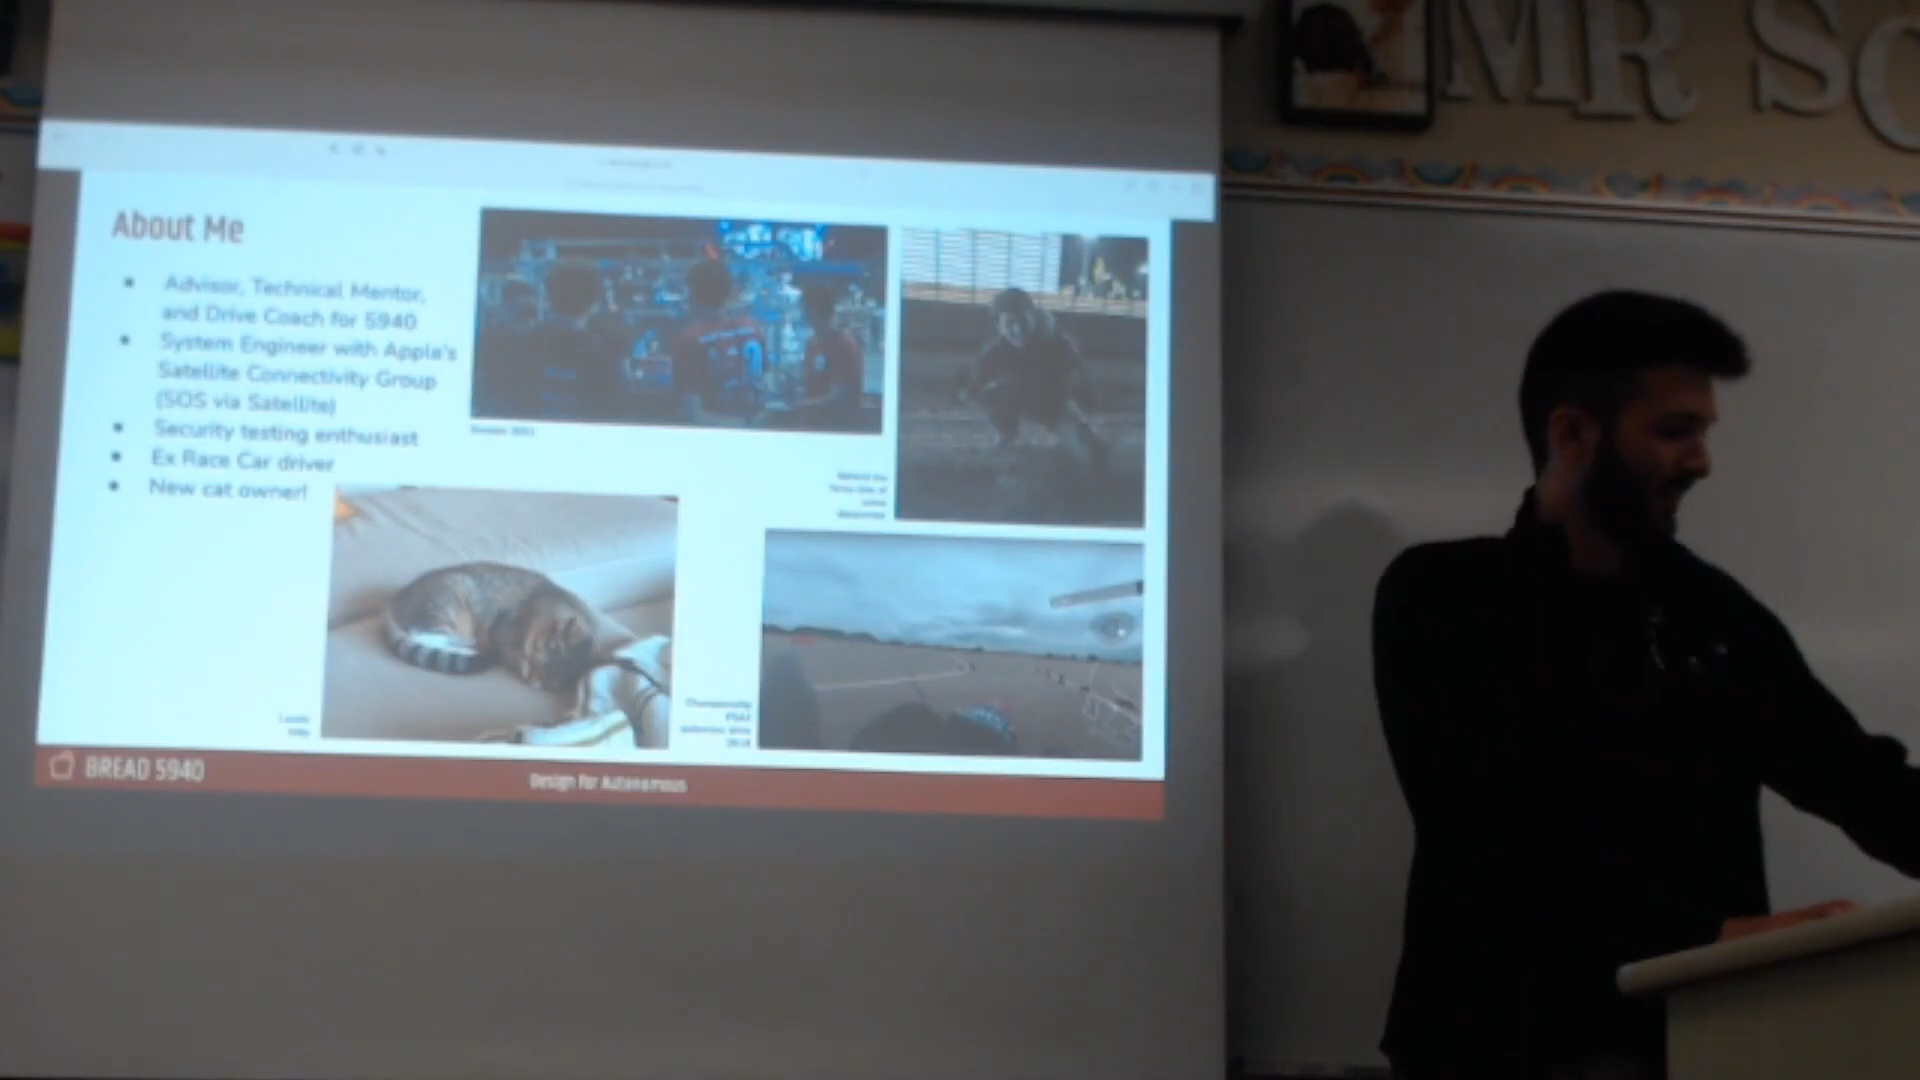 MR SC
About Me
Advisor, Technical Mentor,
and Drive Coach for 5940
System Engineer with Apple's
Satellite Connectivity Group
(SOS via Satellite)
Security testing enthusiast
Ex Race Car driver
New cat owner!
BREAD 5940
Design for Autonomous